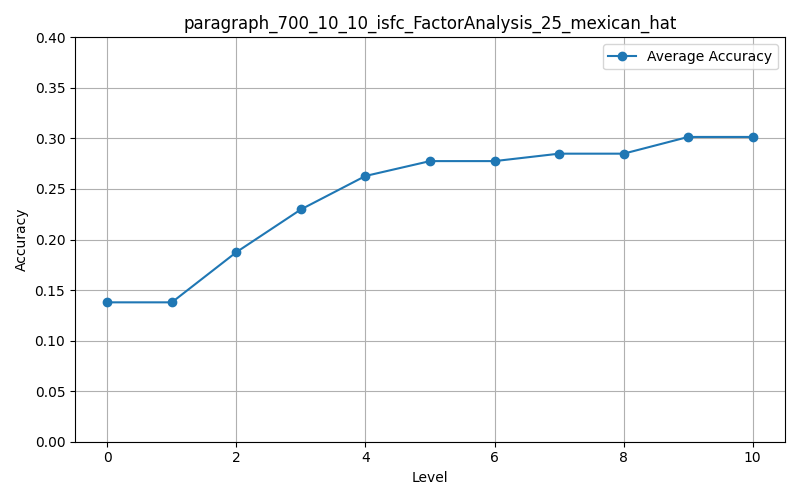 paragraph_700_10_10_isfc_FactorAnalysis_25_mexican_hat
Average Accuracy
0.40
0.35
0.30
0.25
0.20
0.15
0.10
0.05
0.00
Accuracy
0 2 4 6 8 10
Level